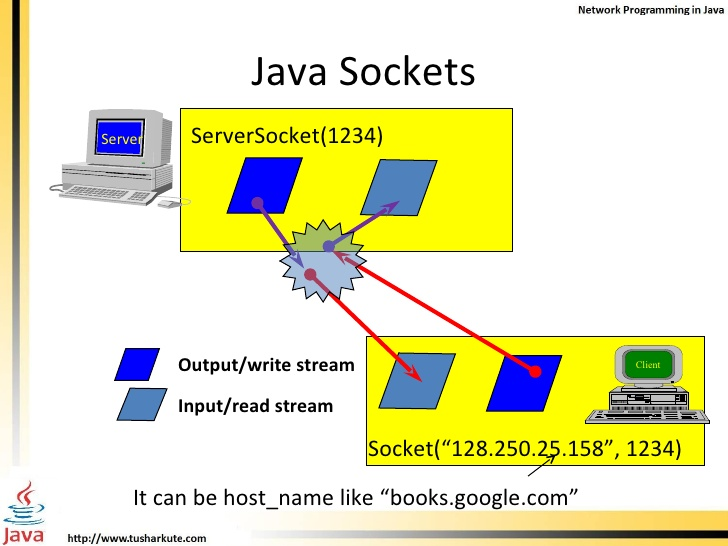 Network Programming in Java
Java Sockets
Server
ServerSocket(1234)
Output/write stream
Client
Input/read stream
Socket(“128.250.25.158”, 1234)
It can be host_name like “books.google.com”
Java
http://www.tusharkute.com